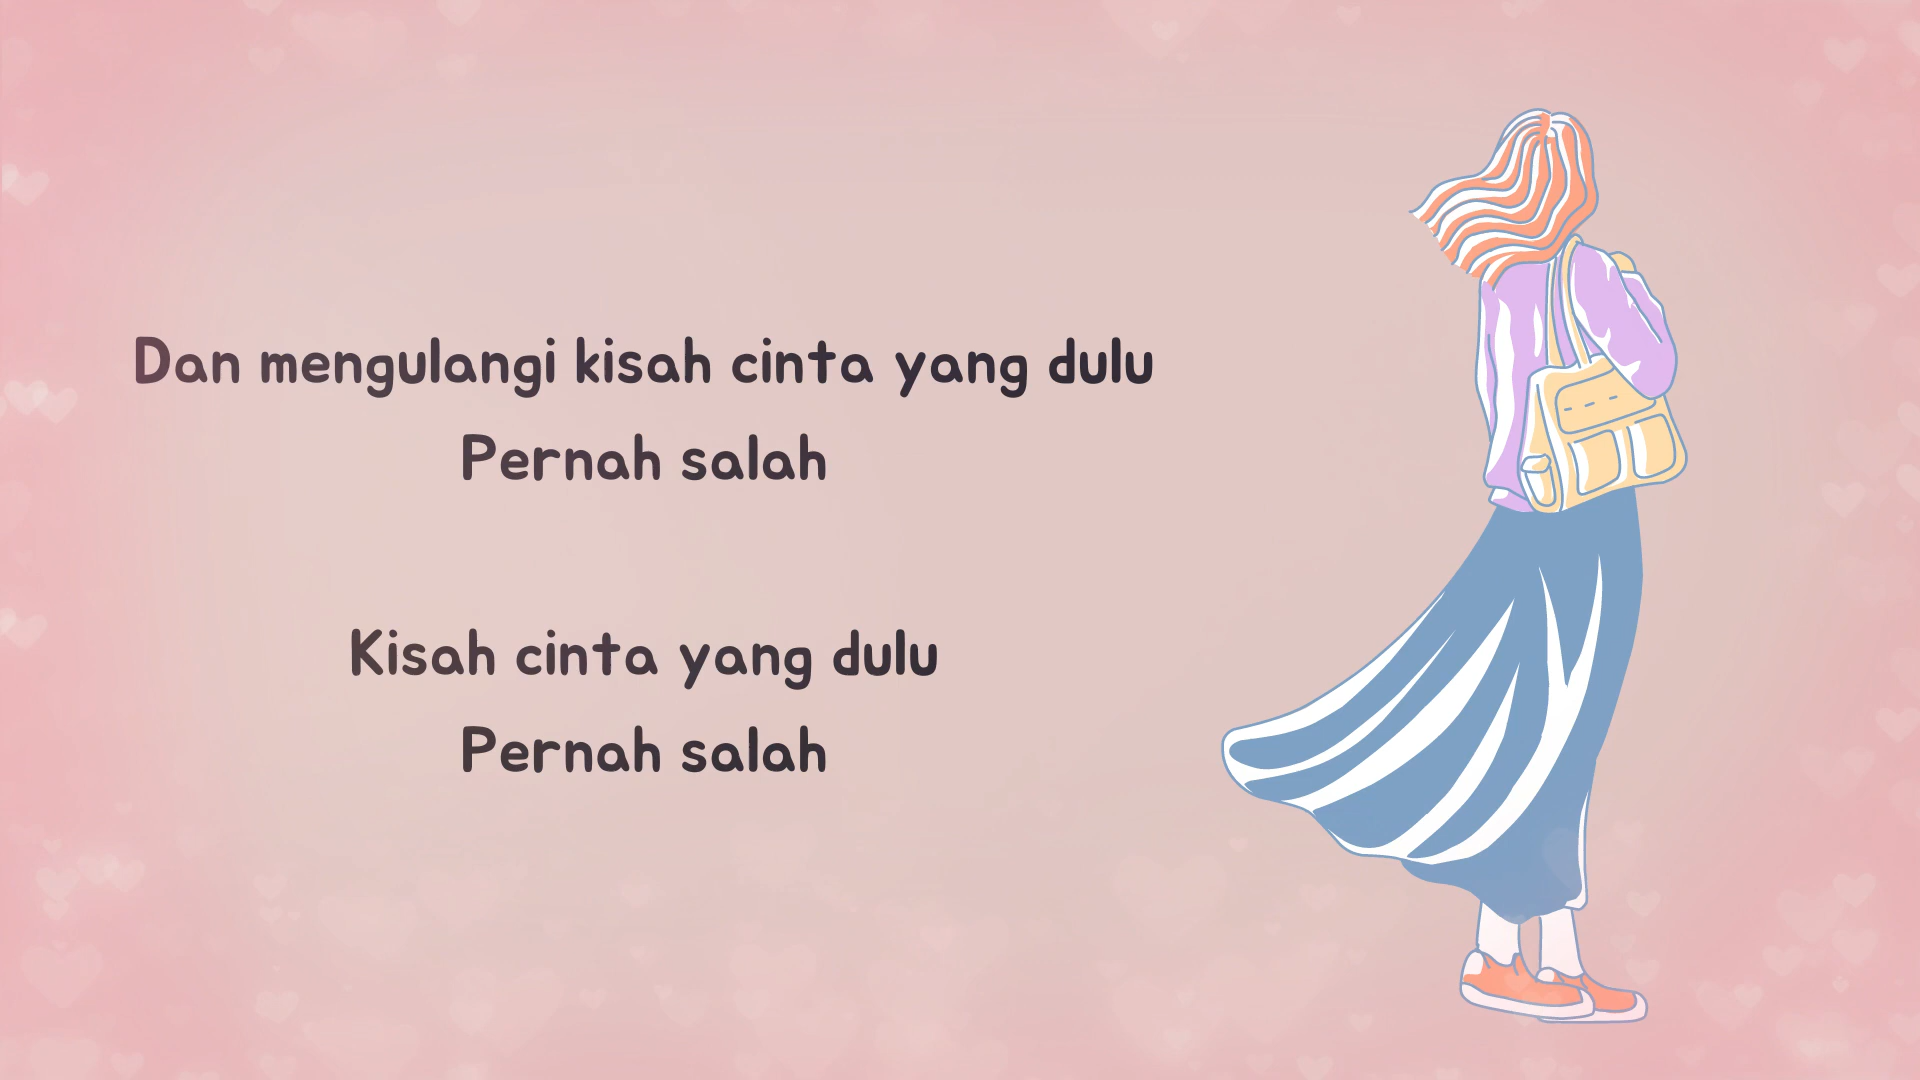 Dan mengulangi kisah cinta yang dulu
Pernah salah
Kisah cinta yang dulu
Pernah salah